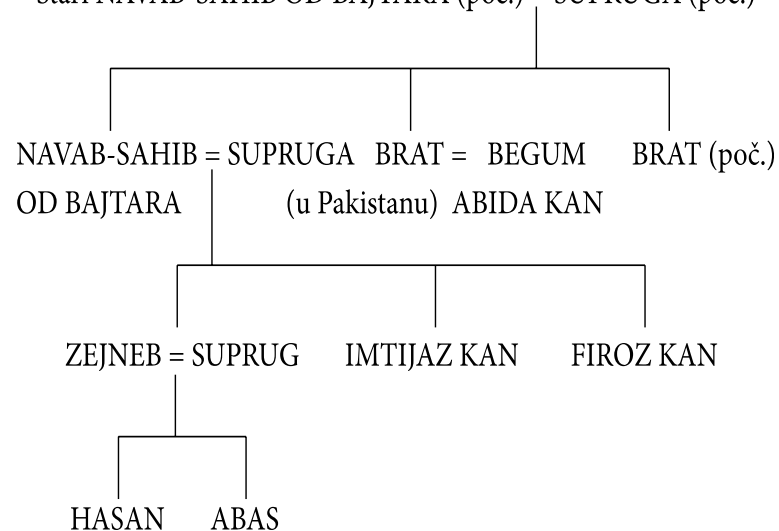 NAVAB-SAHIB = SUPRUGA BRAT = BEGUM BRAT (poč.)
OD BAJTARA (u Pakistanu) ABIDA KAN
ZEJNEB = SUPRUG IMTIJAZ KAN FIROZ KAN
HASAN ABAS